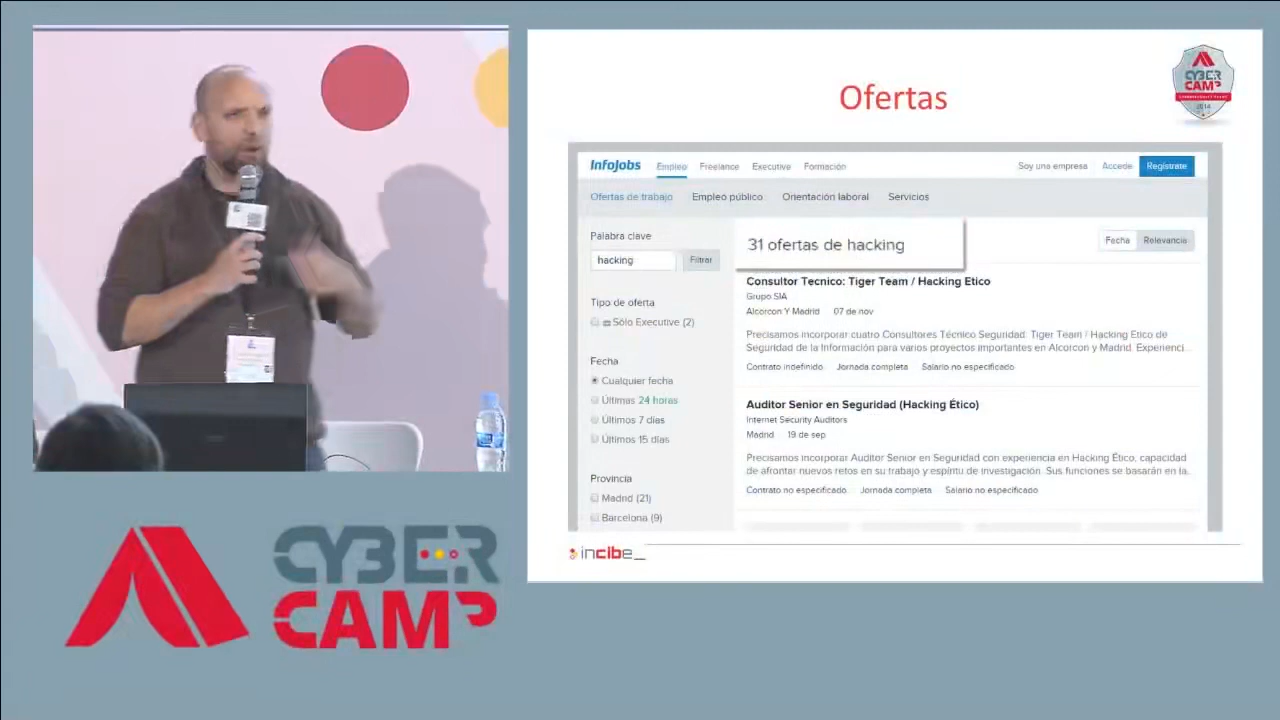 Ofertas
CYBER
CAMP
2014
InfoJobs Empleo Freelance Executive Formación Soy una empresa Accede Regístrate
Ofertas de trabajo Empleo público Orientación laboral Servicios
Palabra clave
hacking Filtrar
Tipo de oferta
Sólo Executive (2)
Fecha
Cualquier fecha
Últimas 24 horas
Últimos 7 días
Últimos 15 días
Provincia
Madrid (21)
Barcelona (9)
31 ofertas de hacking
Fecha Relevancia
Consultor Tecnico: Tiger Team / Hacking Etico
Grupo SIA
Alcorcon Y Madrid 07 de nov
Precisamos incorporar cuatro Consultores Técnico Seguridad. Tiger Team / Hacking Etico de
Seguridad de la Información para varios proyectos importantes en Alcorcon y Madrid. Experienci...
Contrato indefinido Jornada completa Salario no especificado
Auditor Senior en Seguridad (Hacking Ético)
Internet Security Auditors
Madrid 19 de sep
Precisamos incorporar Auditor Senior en Seguridad con experiencia en Hacking Ético, capacidad
de afrontar nuevos retos en su trabajo y espíritu de investigación. Sus funciones se basarán en la...
Contrato no especificado Jornada completa Salario no especificado
incibe_
CYBER
CAMP